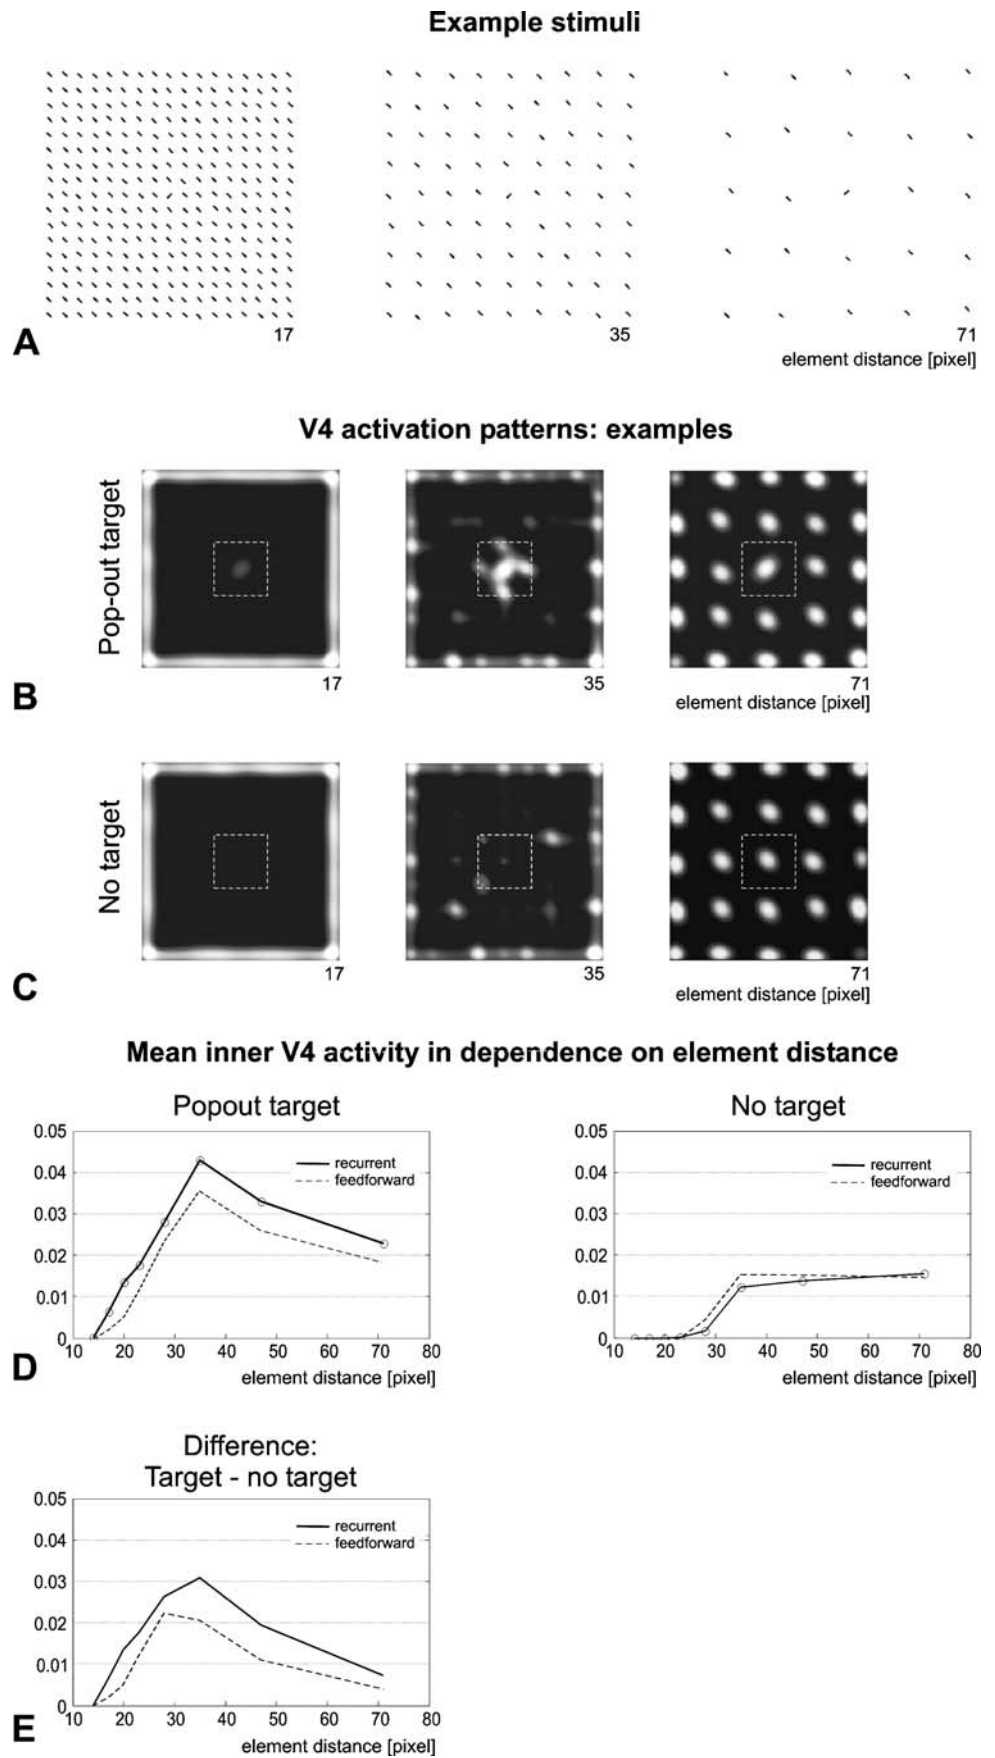 Example stimuli
17
35
71
A
element distance [pixel]
V4 activation patterns: examples
Pop-out target
17
35
71
B
element distance [pixel]
No target
17
35
71
C
element distance [pixel]
Mean inner V4 activity in dependence on element distance
Popout target
0.05
0.04
0.03
0.02
0.01
0
recurrent
feedforward
10 20 30 40 50 60 70 80
D
element distance [pixel]
No target
0.05
0.04
0.03
0.02
0.01
0
recurrent
feedforward
10 20 30 40 50 60 70 80
element distance [pixel]
Difference:
Target - no target
0.05
0.04
0.03
0.02
0.01
0
recurrent
feedforward
10 20 30 40 50 60 70 80
E
element distance [pixel]